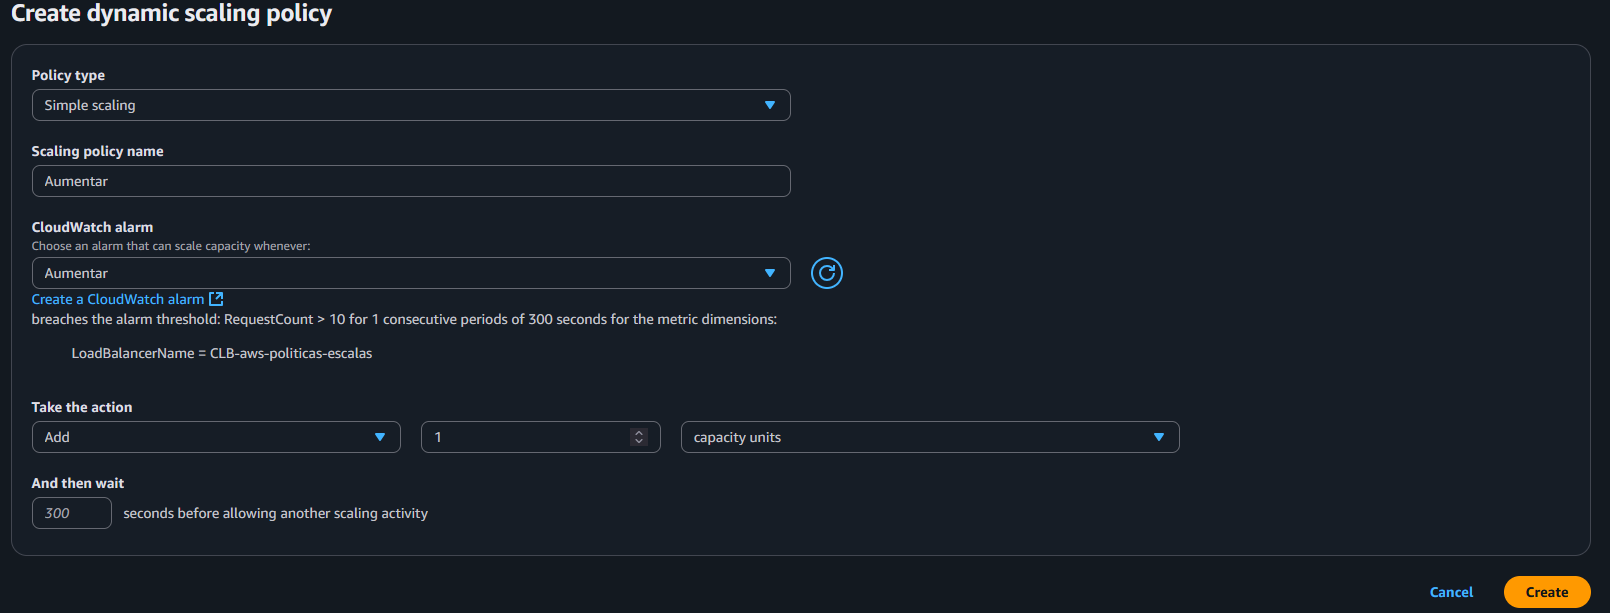 Create dynamic scaling policy
Policy type
Simple scaling
Scaling policy name
Aumentar
CloudWatch alarm
Choose an alarm that can scale capacity whenever:
Aumentar
Create a CloudWatch alarm
breaches the alarm threshold: RequestCount > 10 for 1 consecutive periods of 300 seconds for the metric dimensions:
LoadBalancerName = CLB-aws-politicas-escalas
Take the action
Add 1 capacity units
And then wait
300 seconds before allowing another scaling activity
Cancel Create